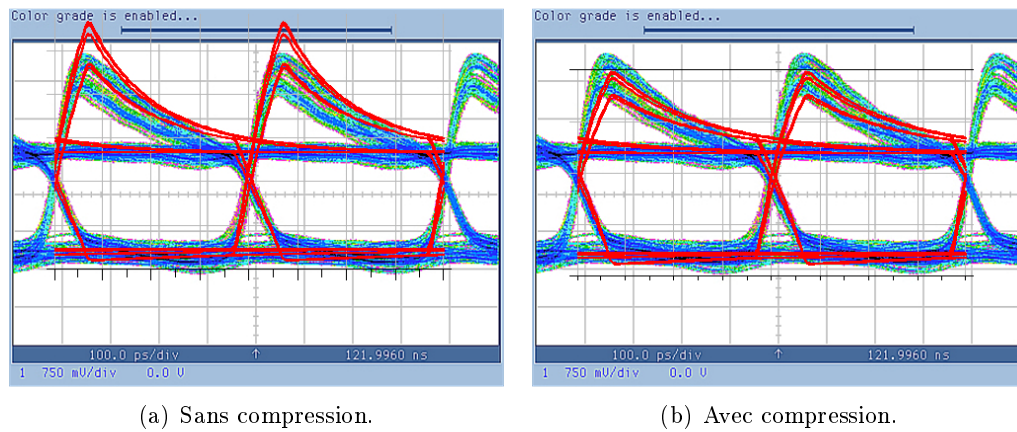 Color grade is enabled...
100.0 ps/div 121.9960 ns
1 750 mV/div 0.0 V
(a) Sans compression.
Color grade is enabled...
100.0 ps/div 121.9960 ns
1 750 mV/div 0.0 V
(b) Avec compression.